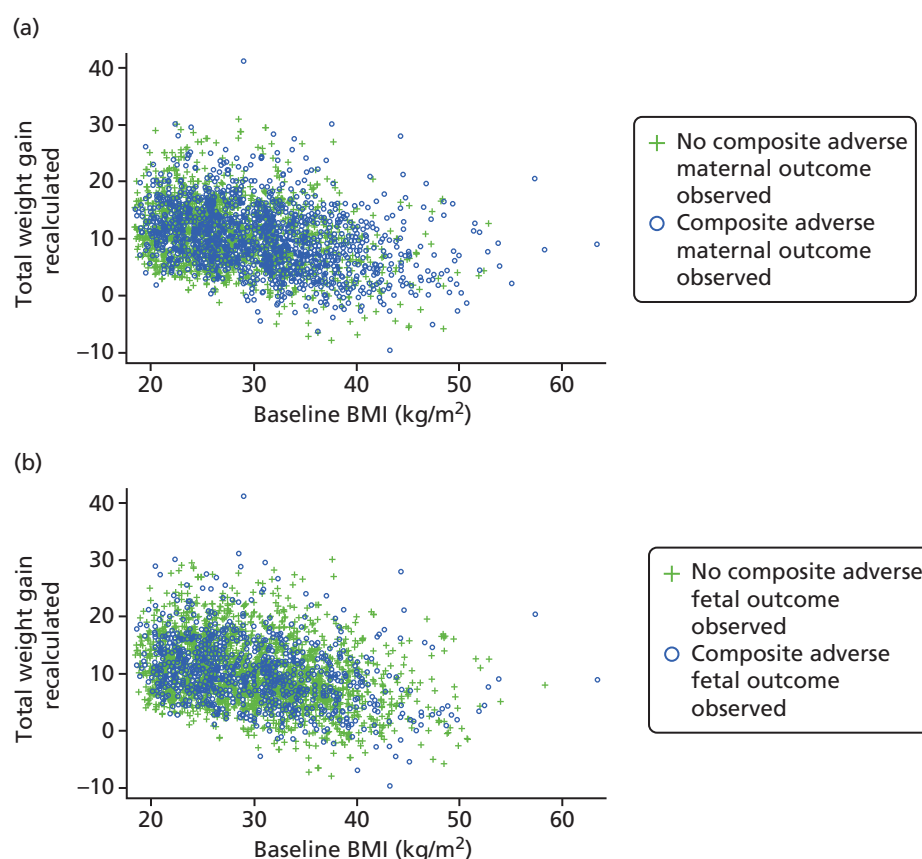 (a)
40
30
20
10
0
−10
Total weight gain
recalculated
20 30 40 50 60
Baseline BMI (kg/m²)
No composite adverse
maternal outcome
observed
Composite adverse
maternal outcome
observed
(b)
40
30
20
10
0
−10
Total weight gain
recalculated
20 30 40 50 60
Baseline BMI (kg/m²)
No composite adverse
fetal outcome
observed
Composite adverse
fetal outcome
observed